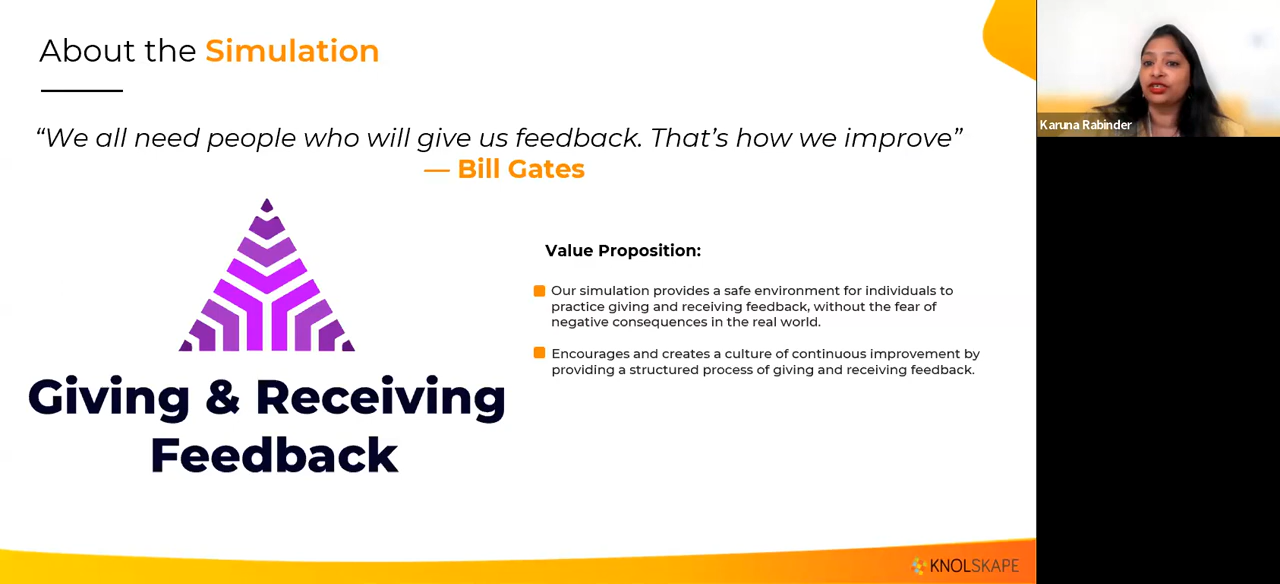 About the Simulation
“We all need people who will give us feedback. That’s how we improve”
— Bill Gates
Giving & Receiving
Feedback
Value Proposition:
Our simulation provides a safe environment for individuals to
practice giving and receiving feedback, without the fear of
negative consequences in the real world.
Encourages and creates a culture of continuous improvement by
providing a structured process of giving and receiving feedback.
KNOLSKAPE
Karuna Rabinder